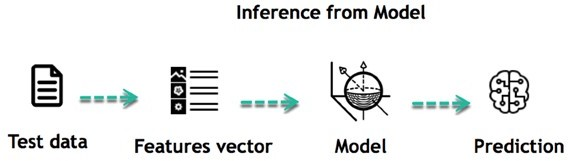 Inference from Model
Test data
Features vector
Model
Prediction